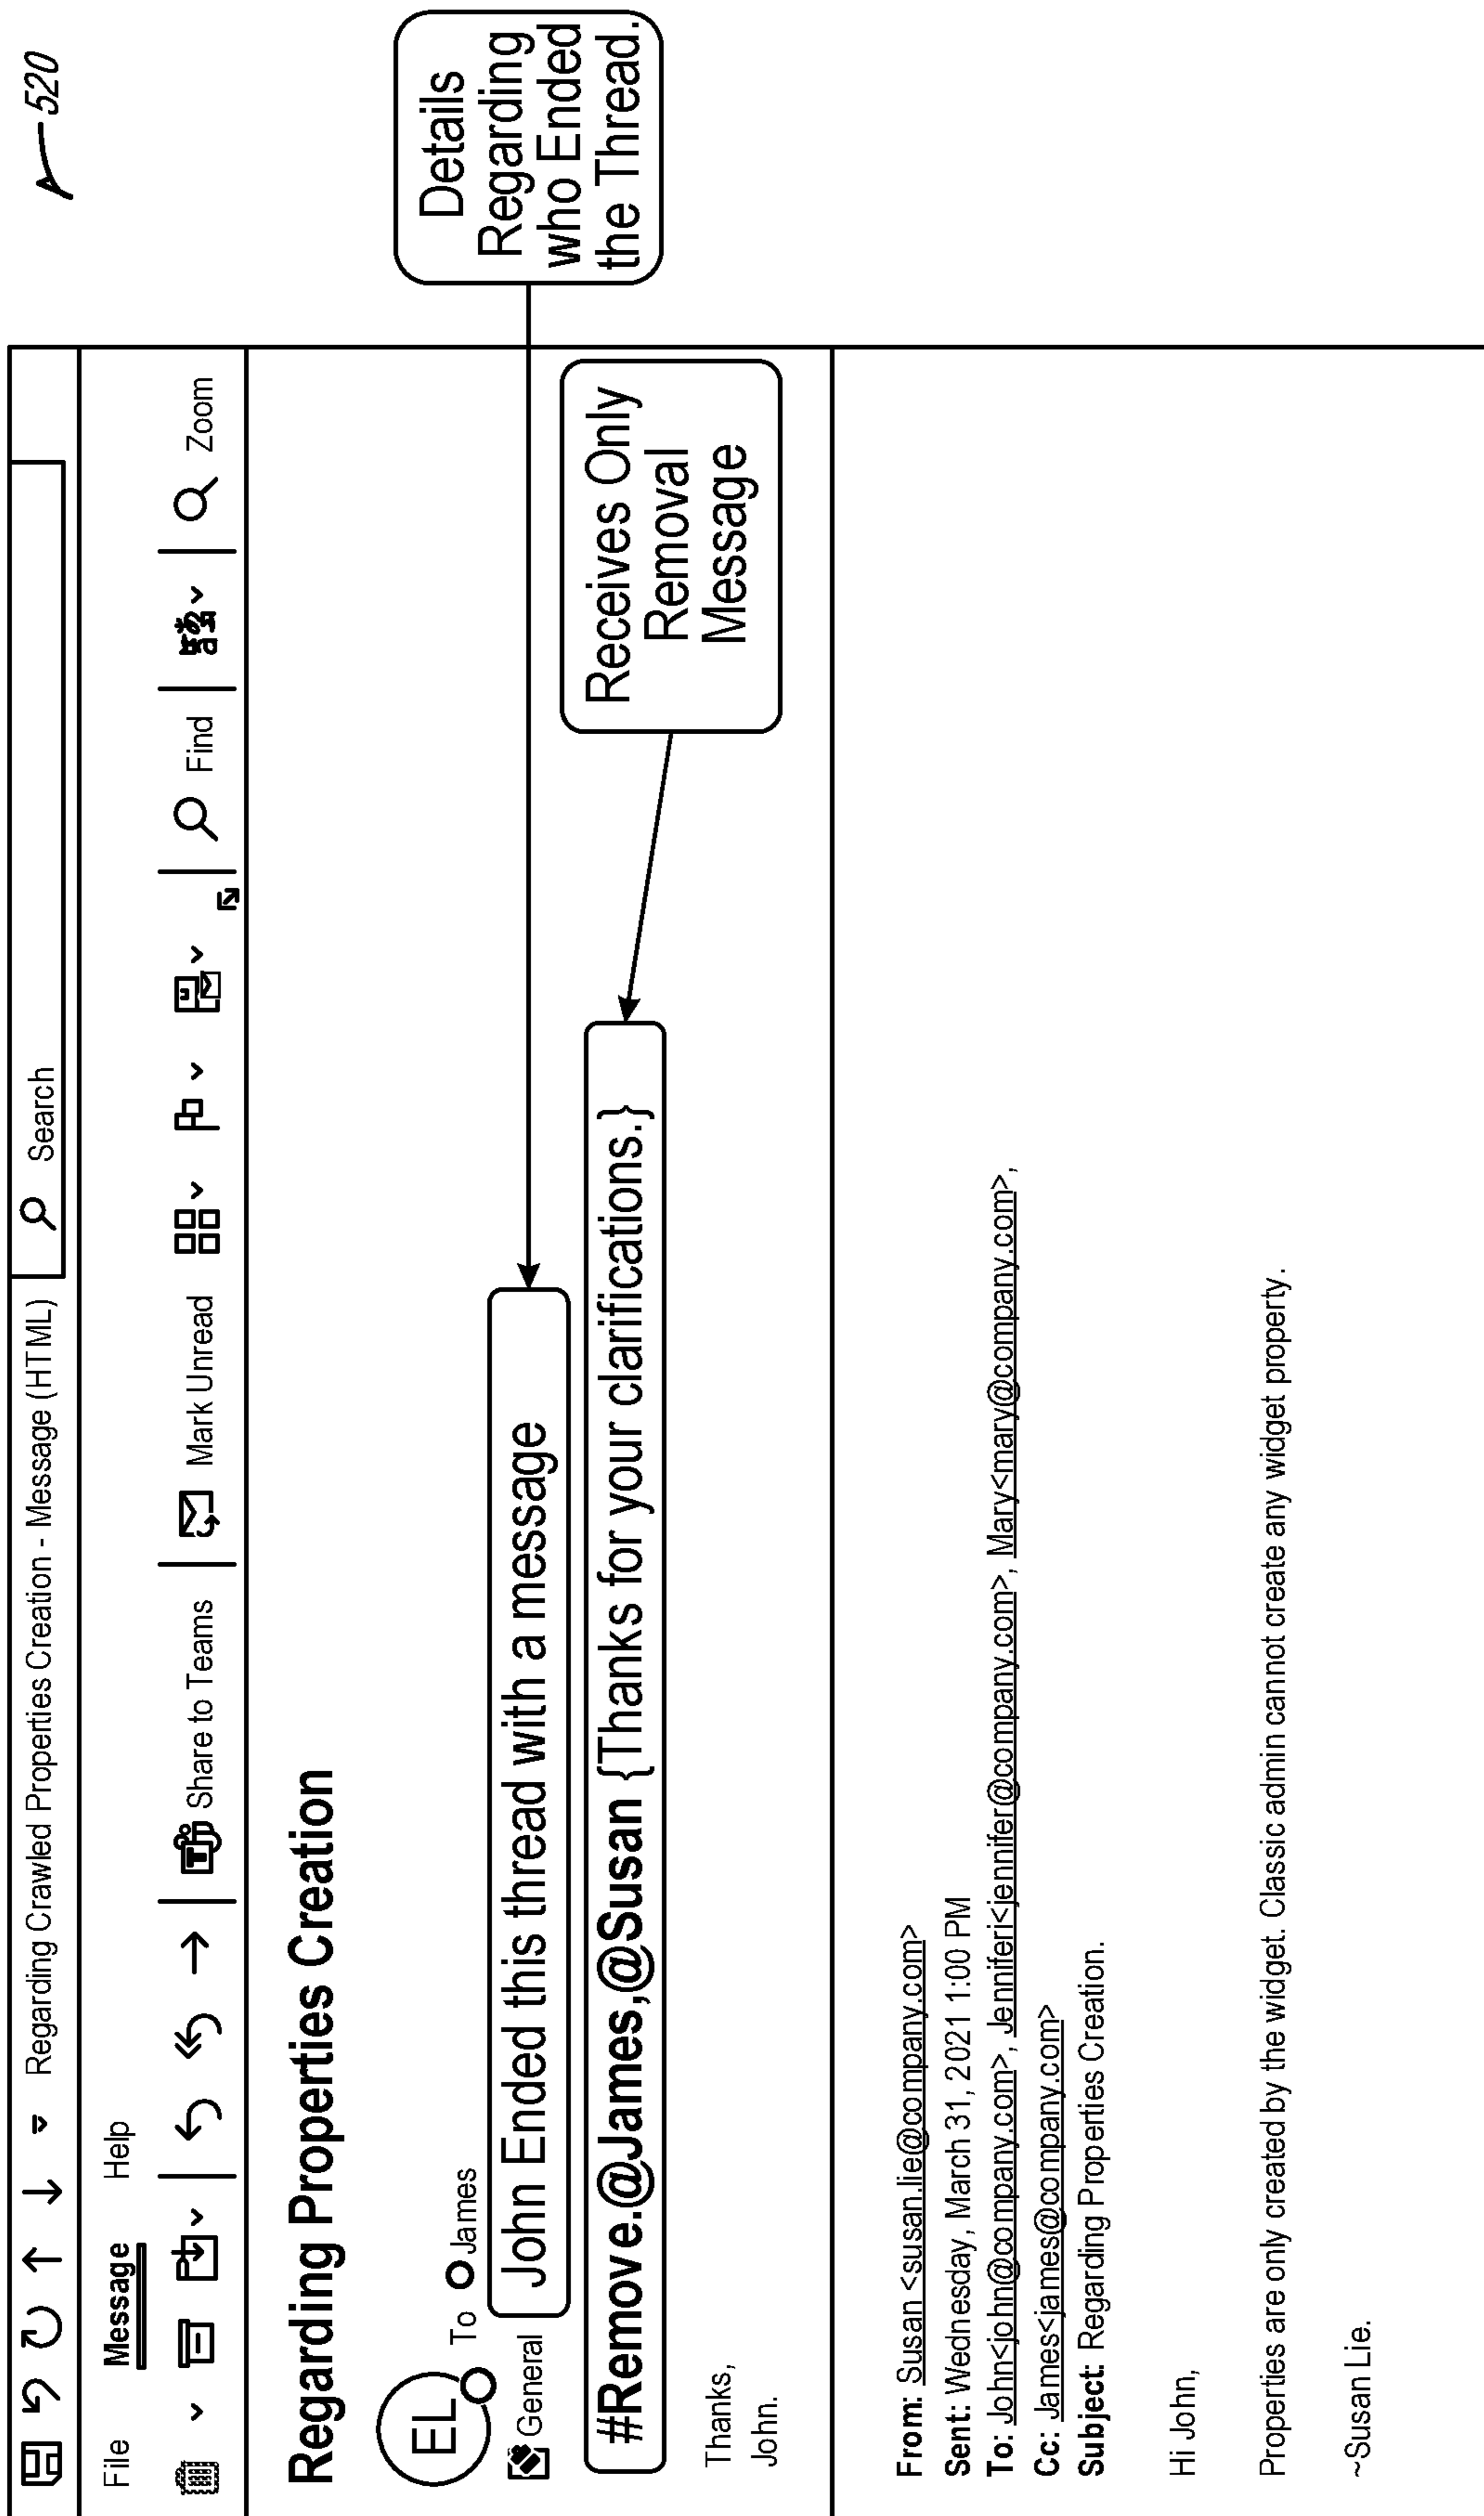 520
Regarding Crawled Properties Creation - Message (HTML)
Search
File Message Help
Share to Teams
Mark Unread
Find
Zoom
Regarding Properties Creation
EL
To James
General
John Ended this thread with a message
Details
Regarding
who Ended
the Thread.
#Remove.@James,@Susan {Thanks for your clarifications.}
Receives Only
Removal
Message
Thanks,
John.
From: Susan <susan.lie@company.com>
Sent: Wednesday, March 31, 2021 1:00 PM
To: John<john@company.com>, Jenniferi<jennifer@company.com>, Mary<mary@company.com>,
Cc: James<james@company.com>
Subject: Regarding Properties Creation.
Hi John,
Properties are only created by the widget. Classic admin cannot create any widget property.
~Susan Lie.